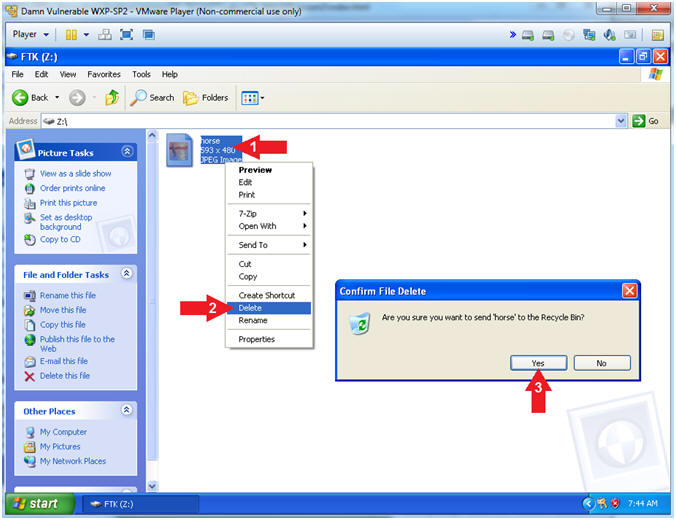 Damn Vulnerable WXP-SP2 - VMware Player (Non-commercial use only)
Player
FTK (Z:)
File Edit View Favorites Tools Help
Back Search Folders
Address Z:\ Go
Picture Tasks
View as a slide show
Order prints online
Print this picture
Set as desktop
background
Copy to CD
File and Folder Tasks
Rename this file
Move this file
Copy this file
Publish this file to the
Web
E-mail this file
Delete this file
Other Places
My Computer
My Pictures
My Network Places
horse
593 x 480
JPEG Image
1
Preview
Edit
Print
7-Zip
Open With
Send To
Cut
Copy
Create Shortcut
2
Delete
Rename
Properties
Confirm File Delete
Are you sure you want to send 'horse' to the Recycle Bin?
Yes No
3
start FTK (Z:) 7:44 AM